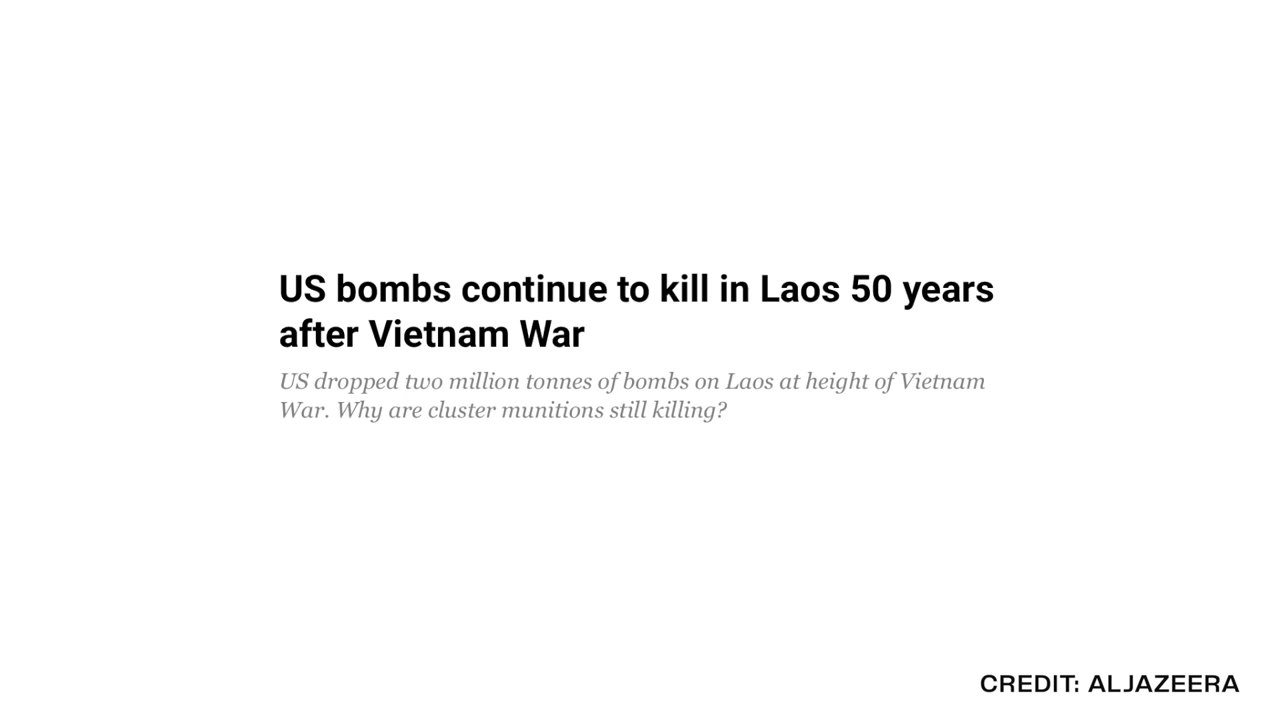 US bombs continue to kill in Laos 50 years
after Vietnam War
US dropped two million tonnes of bombs on Laos at height of Vietnam
War. Why are cluster munitions still killing?
CREDIT: ALJAZEERA